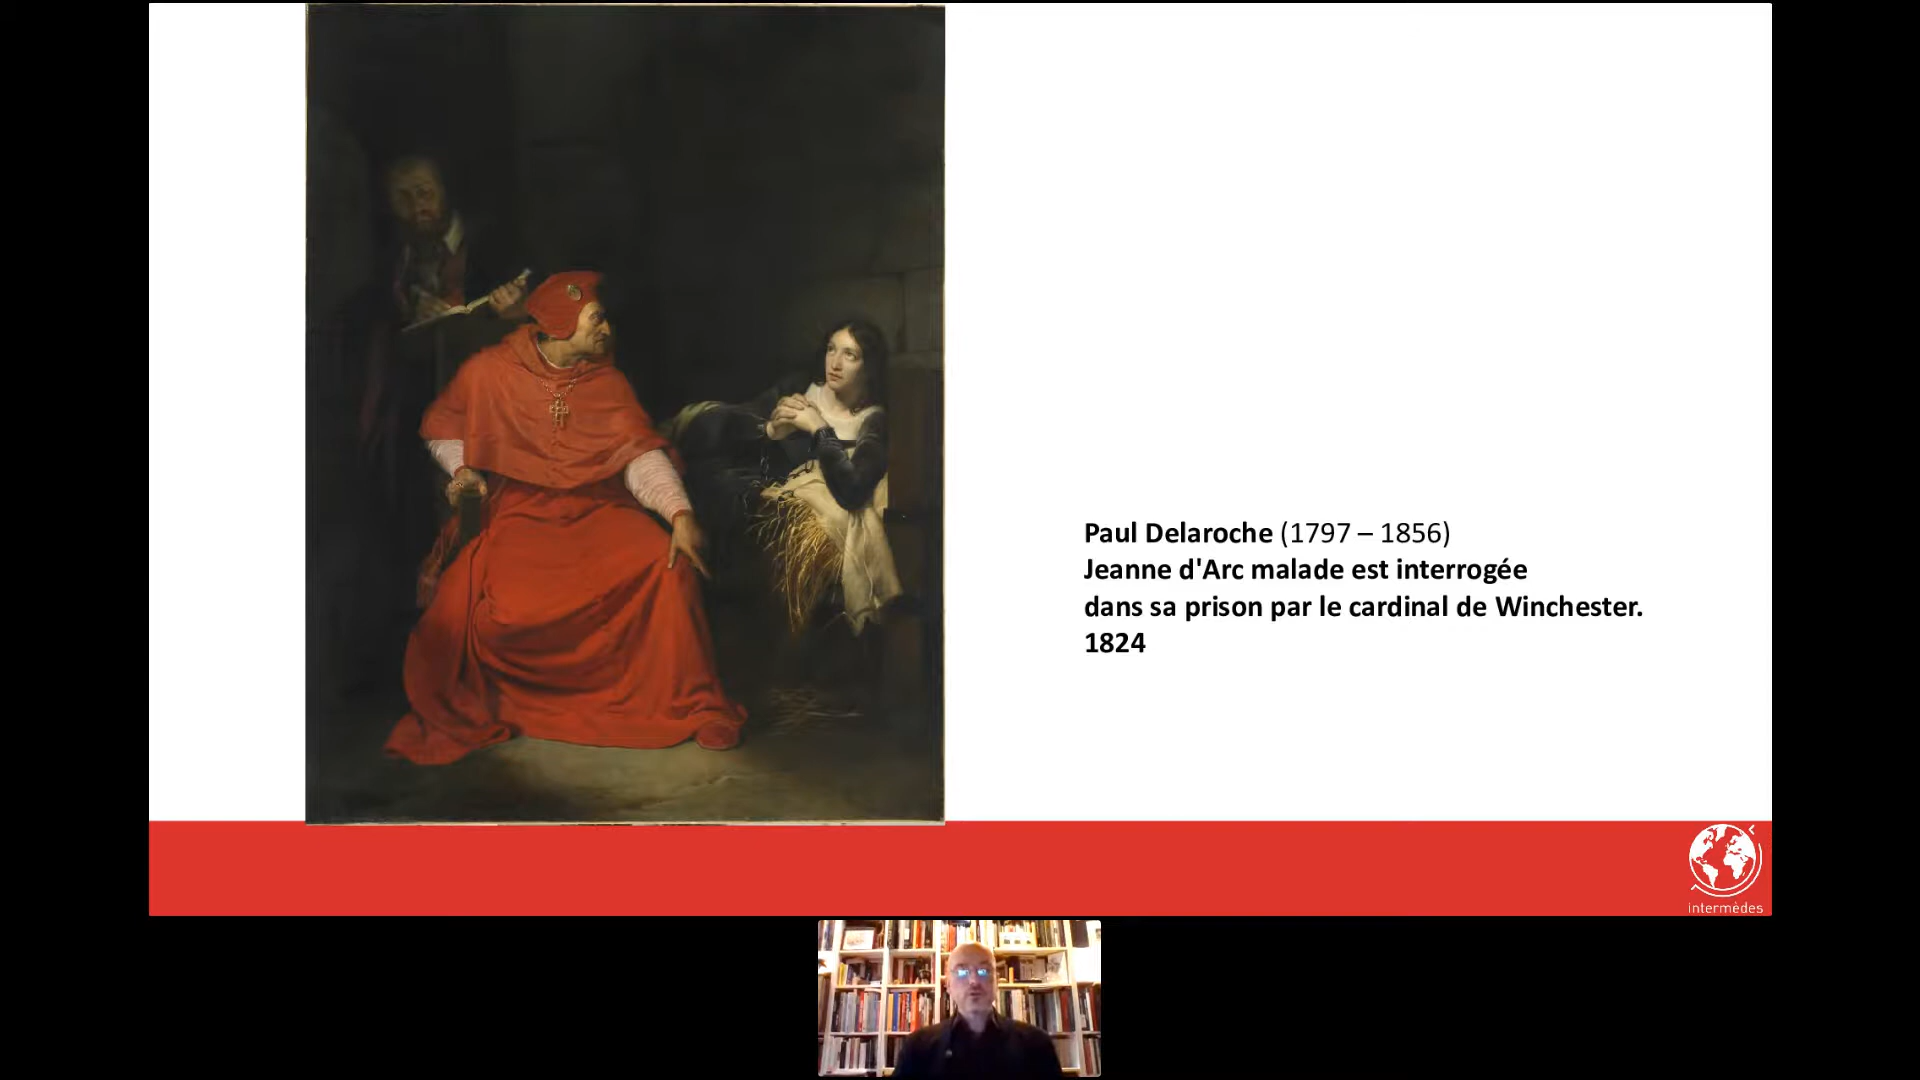 Paul Delaroche (1797 – 1856)
Jeanne d'Arc malade est interrogée
dans sa prison par le cardinal de Winchester.
1824
intermèdes